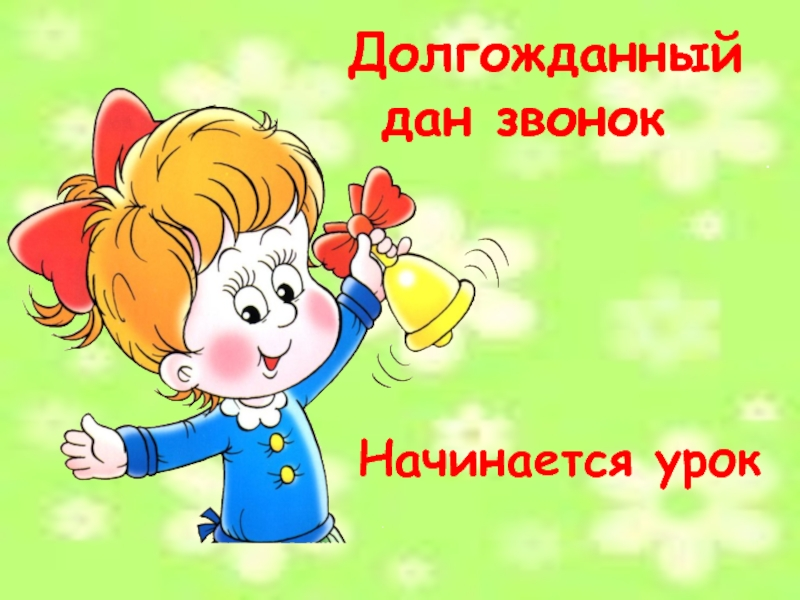 Долгожданный
дан звонок
Начинается урок